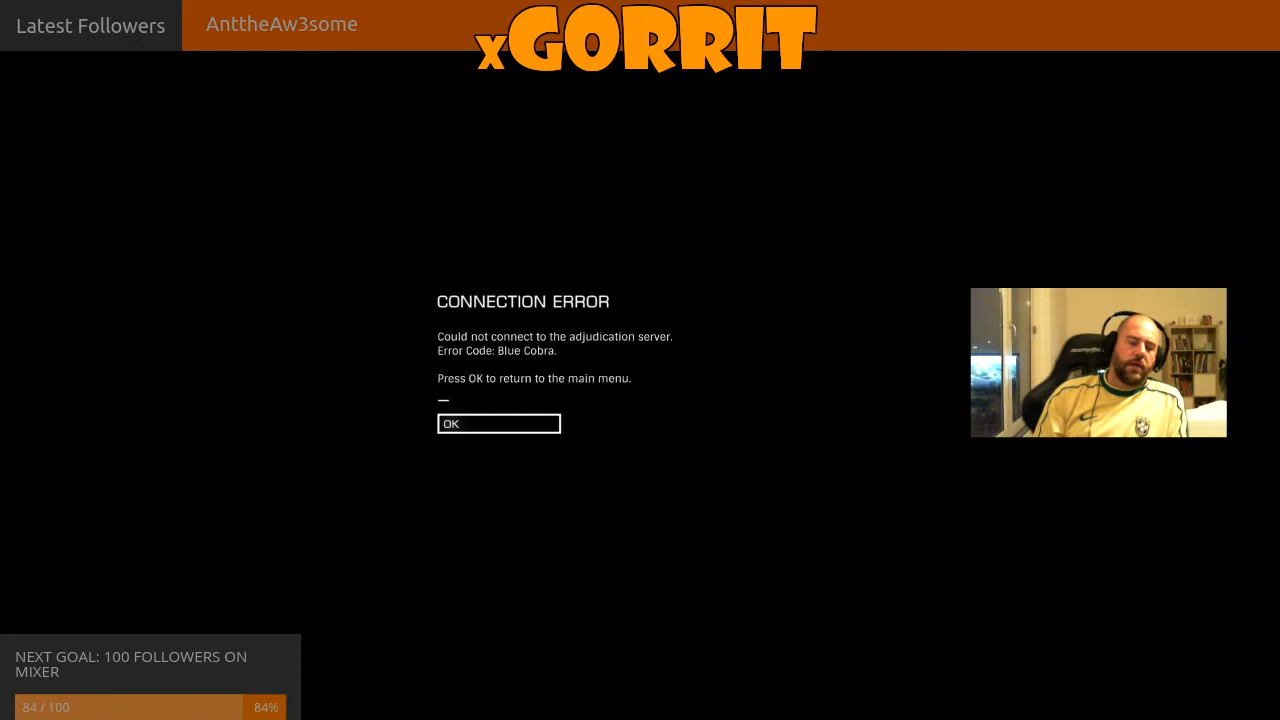 Latest Followers
AnttheAw3some
xGORRIT
CONNECTION ERROR
Could not connect to the adjudication server.
Error Code: Blue Cobra.
Press OK to return to the main menu.
OK
NEXT GOAL: 100 FOLLOWERS ON
MIXER
84 / 100
84%